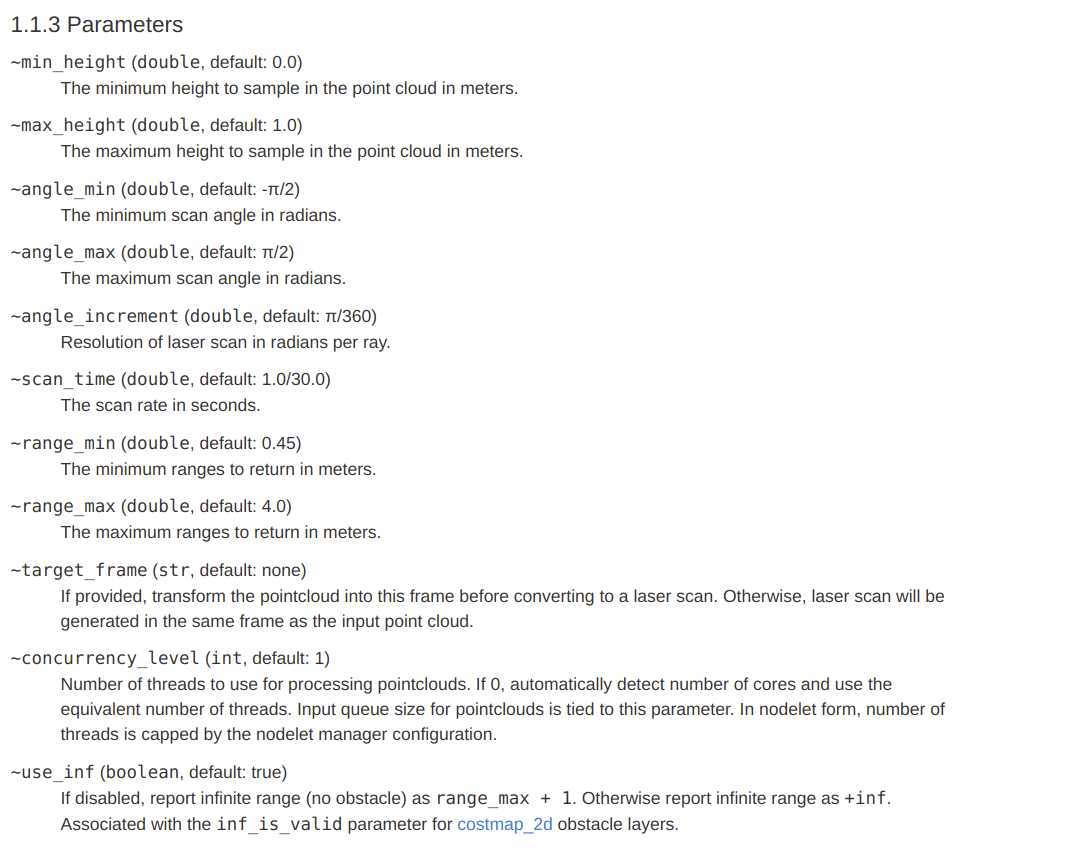 1.1.3 Parameters
~min_height (double, default: 0.0)
The minimum height to sample in the point cloud in meters.
~max_height (double, default: 1.0)
The maximum height to sample in the point cloud in meters.
~angle_min (double, default: -π/2)
The minimum scan angle in radians.
~angle_max (double, default: π/2)
The maximum scan angle in radians.
~angle_increment (double, default: π/360)
Resolution of laser scan in radians per ray.
~scan_time (double, default: 1.0/30.0)
The scan rate in seconds.
~range_min (double, default: 0.45)
The minimum ranges to return in meters.
~range_max (double, default: 4.0)
The maximum ranges to return in meters.
~target_frame (str, default: none)
If provided, transform the pointcloud into this frame before converting to a laser scan. Otherwise, laser scan will be
generated in the same frame as the input point cloud.
~concurrency_level (int, default: 1)
Number of threads to use for processing pointclouds. If 0, automatically detect number of cores and use the
equivalent number of threads. Input queue size for pointclouds is tied to this parameter. In nodelet form, number of
threads is capped by the nodelet manager configuration.
~use_inf (boolean, default: true)
If disabled, report infinite range (no obstacle) as range_max + 1. Otherwise report infinite range as +inf.
Associated with the inf_is_valid parameter for costmap_2d obstacle layers.